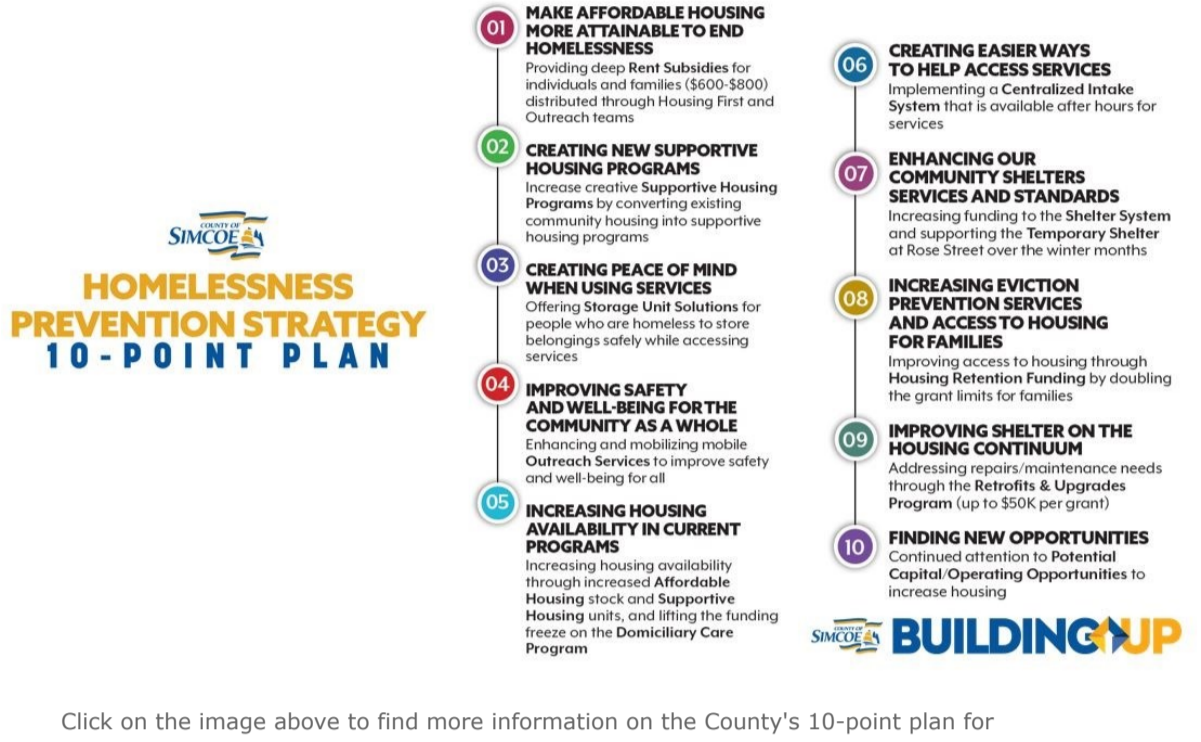 COUNTY OF
SIMCOE
HOMELESSNESS
PREVENTION STRATEGY
10-POINT PLAN
01
MAKE AFFORDABLE HOUSING
MORE ATTAINABLE TO END
HOMELESSNESS
Providing deep Rent Subsidies for
individuals and families ($600-$800)
distributed through Housing First and
Outreach teams
02
CREATING NEW SUPPORTIVE
HOUSING PROGRAMS
Increase creative Supportive Housing
Programs by converting existing
community housing into supportive
housing programs
03
CREATING PEACE OF MIND
WHEN USING SERVICES
Offering Storage Unit Solutions for
people who are homeless to store
belongings safely while accessing
services
04
IMPROVING SAFETY
AND WELL-BEING FOR THE
COMMUNITY AS A WHOLE
Enhancing and mobilizing mobile
Outreach Services to improve safety
and well-being for all
05
INCREASING HOUSING
AVAILABILITY IN CURRENT
PROGRAMS
Increasing housing availability
through increased Affordable
Housing stock and Supportive
Housing units, and lifting the funding
freeze on the Domiciliary Care
Program
06
CREATING EASIER WAYS
TO HELP ACCESS SERVICES
Implementing a Centralized Intake
System that is available after hours for
services
07
ENHANCING OUR
COMMUNITY SHELTERS
SERVICES AND STANDARDS
Increasing funding to the Shelter System
and supporting the Temporary Shelter
at Rose Street over the winter months
08
INCREASING EVICTION
PREVENTION SERVICES
AND ACCESS TO HOUSING
FOR FAMILIES
Improving access to housing through
Housing Retention Funding by doubling
the grant limits for families
09
IMPROVING SHELTER ON THE
HOUSING CONTINUUM
Addressing repairs/maintenance needs
through the Retrofits & Upgrades
Program (up to $50K per grant)
10
FINDING NEW OPPORTUNITIES
Continued attention to Potential
Capital/Operating Opportunities to
increase housing
COUNTY OF
SIMCOE
BUILDING UP
Click on the image above to find more information on the County's 10-point plan for